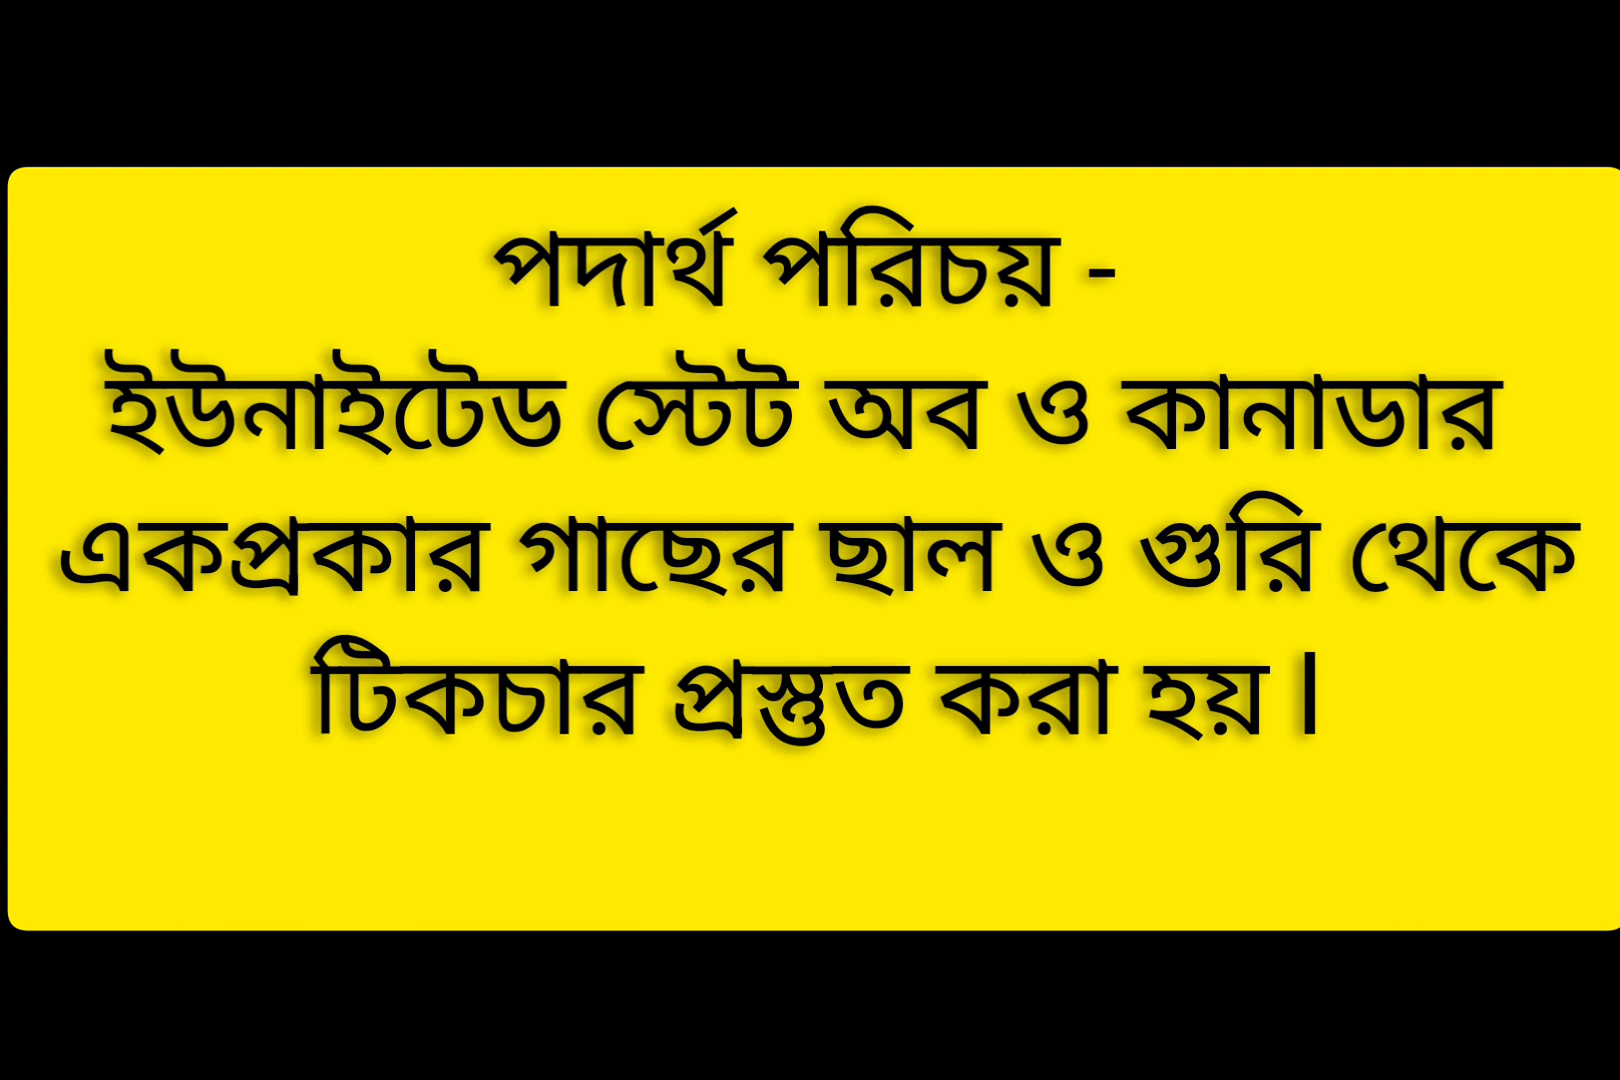 পদার্থ পরিচয় -
ইউনাইটেড স্টেট অব ও কানাডার
একপ্রকার গাছের ছাল ও গুরি থেকে
টিকচার প্রস্তুত করা হয়।